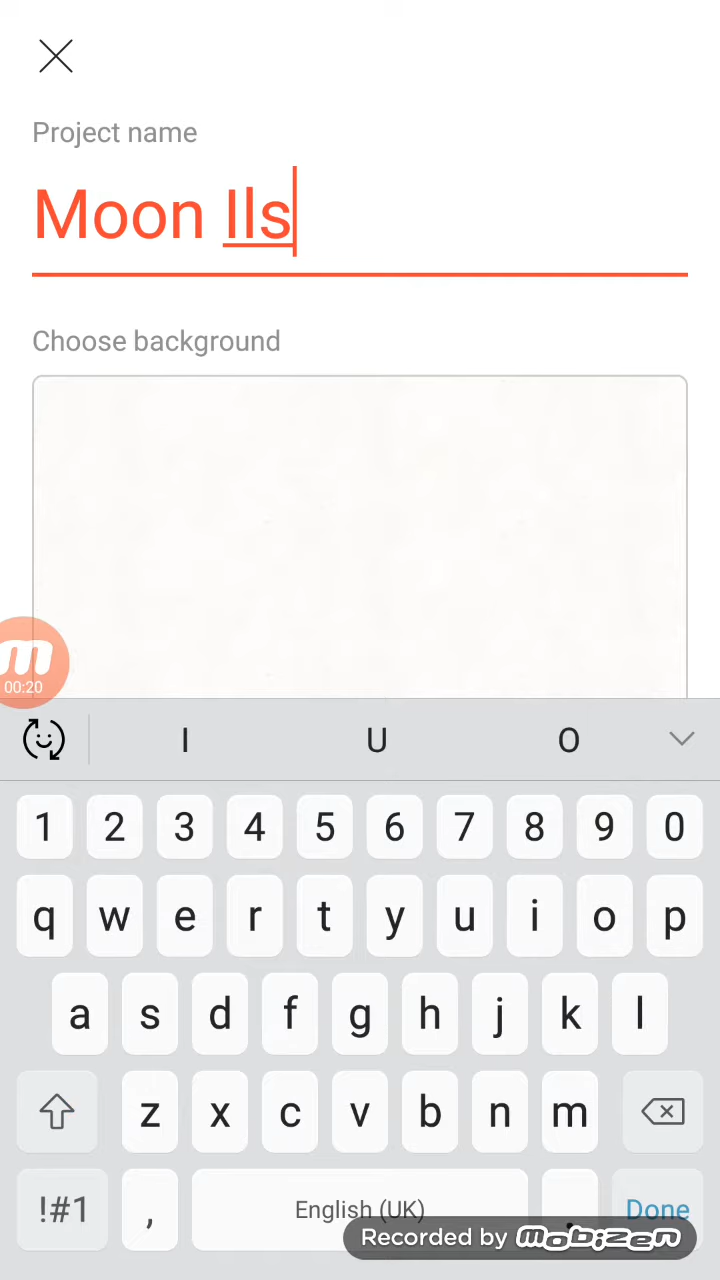 Project name
Moon Ils
Choose background
m
00:20
I U O
1 2 3 4 5 6 7 8 9 0
q w e r t y u i o p
a s d f g h j k l
z x c v b n m
!#1 , English (UK) . Done
Recorded by mobizen